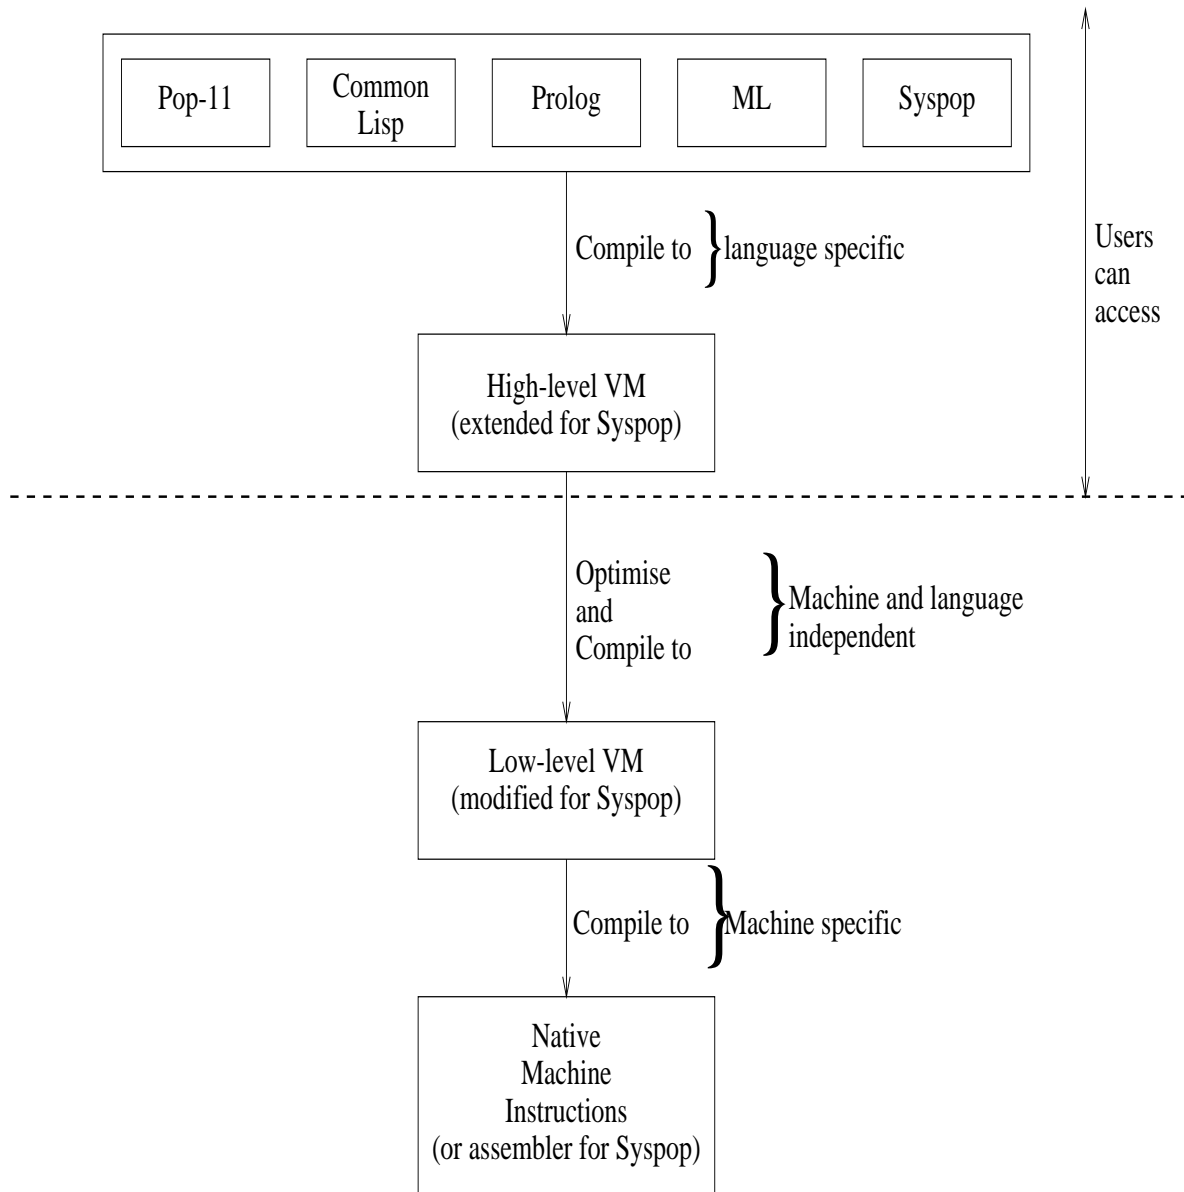 Pop-11
Common
Lisp
Prolog
ML
Syspop
Compile to
language specific
Users
can
access
High-level VM
(extended for Syspop)
Optimise
and
Compile to
Machine and language
independent
Low-level VM
(modified for Syspop)
Compile to
Machine specific
Native
Machine
Instructions
(or assembler for Syspop)